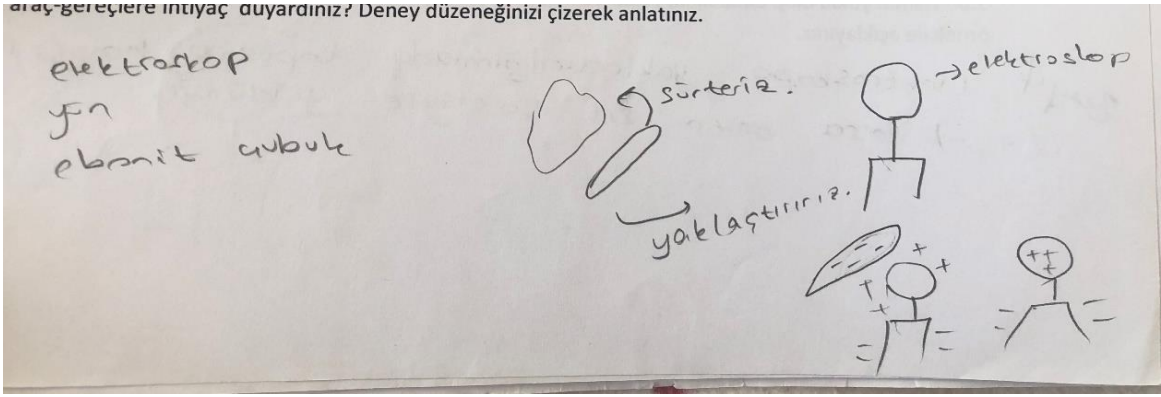 araç-gereçlere ihtiyaç duyardınız? Deney düzeneğinizi çizerek anlatınız.
elektroskop
yün
ebonit çubuk
sürteriz.
→ elektroskop
yaklaştırırız.